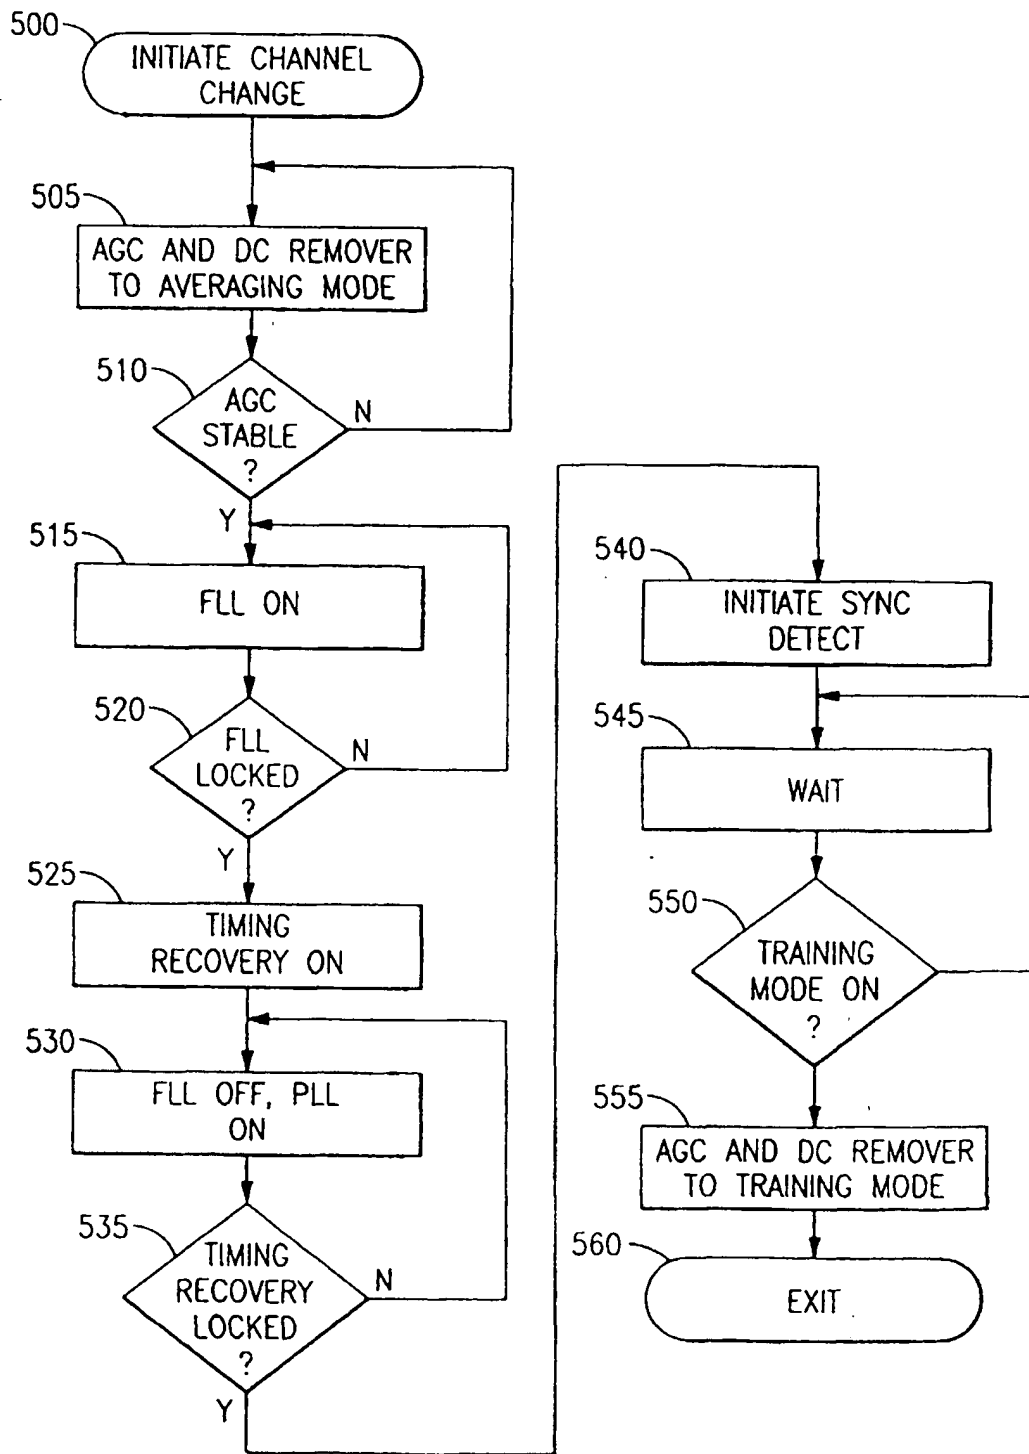 500
INITIATE CHANNEL
CHANGE
505
AGC AND DC REMOVER
TO AVERAGING MODE
510
AGC
STABLE
?
N
Y
515
FLL ON
520
FLL
LOCKED
?
N
Y
525
TIMING
RECOVERY ON
530
FLL OFF, PLL
ON
535
TIMING
RECOVERY
LOCKED
?
N
Y
540
INITIATE SYNC
DETECT
545
WAIT
550
TRAINING
MODE ON
?
555
AGC AND DC REMOVER
TO TRAINING MODE
560
EXIT